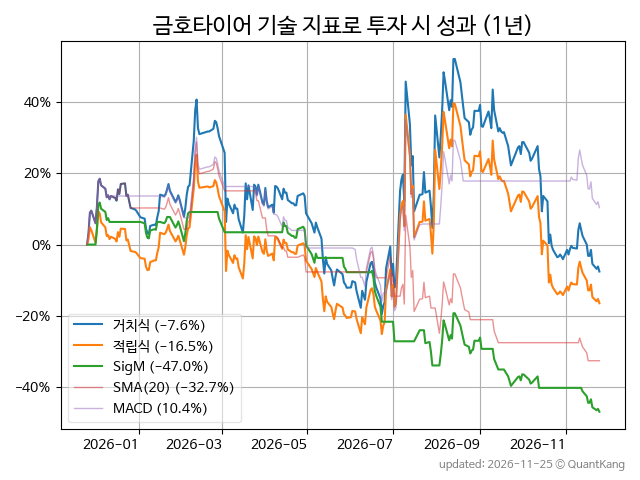 금호타이어 기술 지표로 투자 시 성과 (1년)
40%
20%
0%
−20%
−40%
거치식 (−7.6%)
적립식 (−16.5%)
SigM (−47.0%)
SMA(20) (−32.7%)
MACD (10.4%)
2026-01
2026-03
2026-05
2026-07
2026-09
2026-11
updated: 2026-11-25 © QuantKang